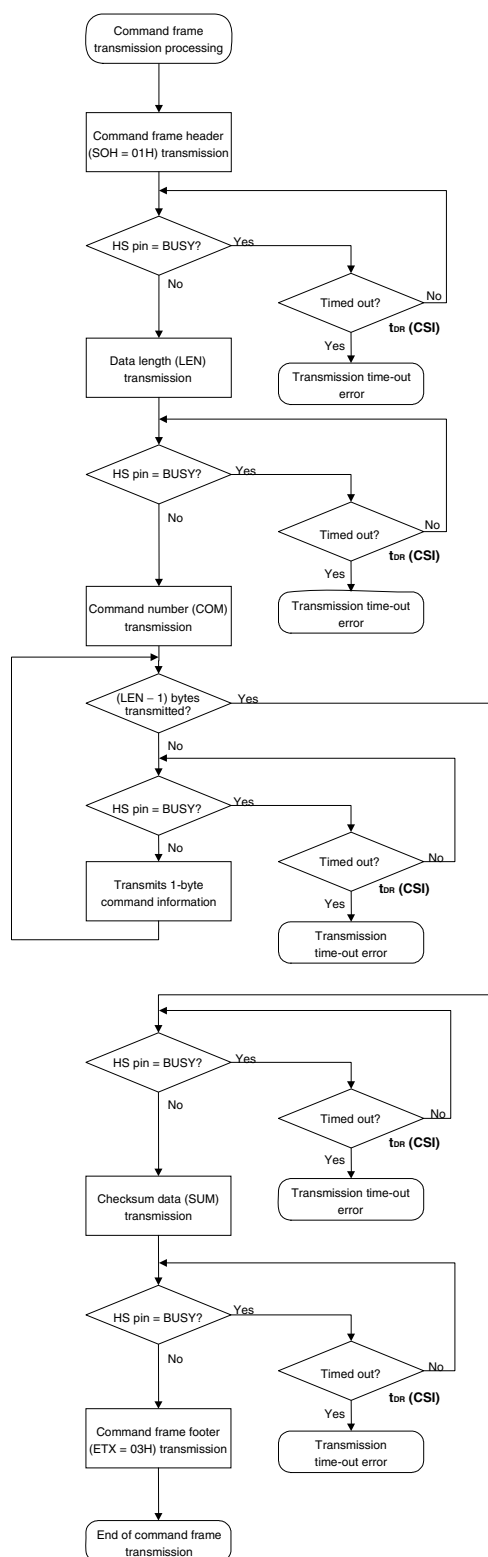 Command frame
transmission processing
Command frame header
(SOH = 01H) transmission
HS pin = BUSY?
Yes
No
Timed out?
No
tDR (CSI)
Yes
Transmission time-out
error
Data length (LEN)
transmission
HS pin = BUSY?
Yes
No
Timed out?
No
tDR (CSI)
Yes
Transmission time-out
error
Command number (COM)
transmission
(LEN – 1) bytes
transmitted?
Yes
No
HS pin = BUSY?
Yes
No
Timed out?
No
tDR (CSI)
Yes
Transmission
time-out error
Transmits 1-byte
command information
HS pin = BUSY?
Yes
No
Timed out?
No
tDR (CSI)
Yes
Transmission time-out
error
Checksum data (SUM)
transmission
HS pin = BUSY?
Yes
No
Timed out?
No
tDR (CSI)
Yes
Transmission
time-out error
Command frame footer
(ETX = 03H) transmission
End of command frame
transmission